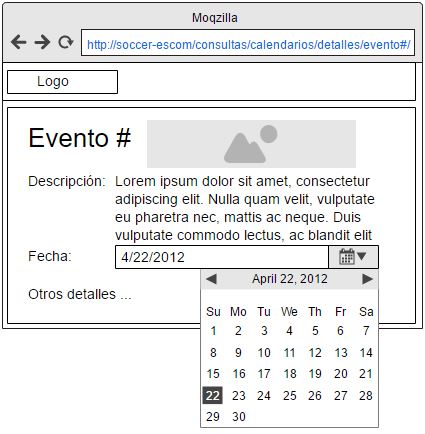 Moqzilla
http://soccer-escom/consultas/calendarios/detalles/evento#/
Logo
Evento #
Descripción: Lorem ipsum dolor sit amet, consectetur
adipiscing elit. Nulla quam velit, vulputate
eu pharetra nec, mattis ac neque. Duis
vulputate commodo lectus, ac blandit elit
Fecha: 4/22/2012
April 22, 2012
Su Mo Tu We Th Fr Sa
1 2 3 4 5 6 7
8 9 10 11 12 13 14
15 16 17 18 19 20 21
22 23 24 25 26 27 28
29 30
Otros detalles ...